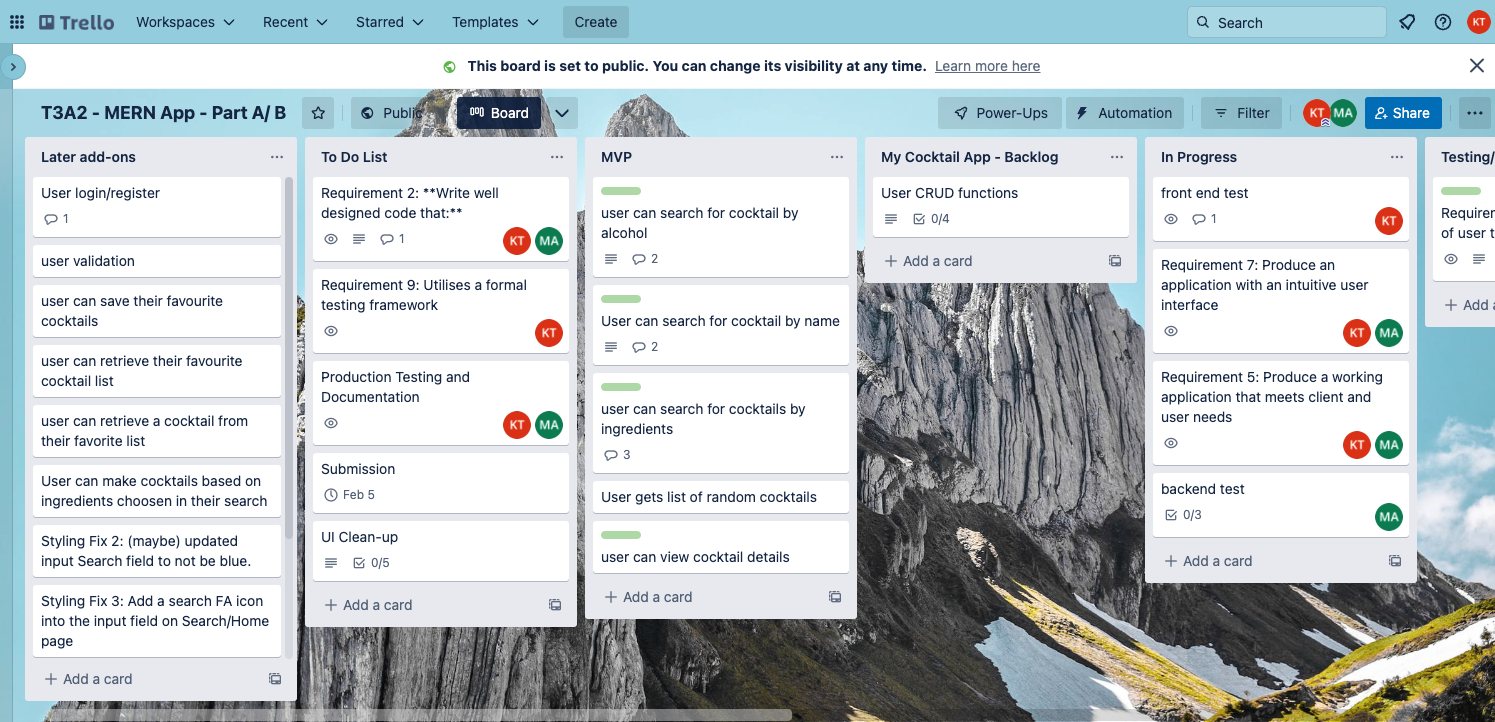 Trello
Workspaces
Recent
Starred
Templates
Create
Search
KT
This board is set to public. You can change its visibility at any time. Learn more here
T3A2 - MERN App - Part A/ B
Public
Board
Power-Ups
Automation
Filter
KT
MA
Share
Later add-ons
User login/register
1
user validation
user can save their favourite
cocktails
user can retrieve their favourite
cocktail list
user can retrieve a cocktail from
their favorite list
User can make cocktails based on
ingredients choosen in their search
Styling Fix 2: (maybe) updated
input Search field to not be blue.
Styling Fix 3: Add a search FA icon
into the input field on Search/Home
page
Add a card
To Do List
Requirement 2: **Write well
designed code that:**
1
KT MA
Requirement 9: Utilises a formal
testing framework
KT
Production Testing and
Documentation
KT MA
Submission
Feb 5
UI Clean-up
0/5
Add a card
MVP
user can search for cocktail by
alcohol
2
User can search for cocktail by name
2
user can search for cocktails by
ingredients
3
User gets list of random cocktails
user can view cocktail details
Add a card
My Cocktail App - Backlog
User CRUD functions
0/4
Add a card
In Progress
front end test
1
KT
Requirement 7: Produce an
application with an intuitive user
interface
KT MA
Requirement 5: Produce a working
application that meets client and
user needs
KT MA
backend test
0/3
MA
Add a card
Testing/
Requirer
of user t
Add a